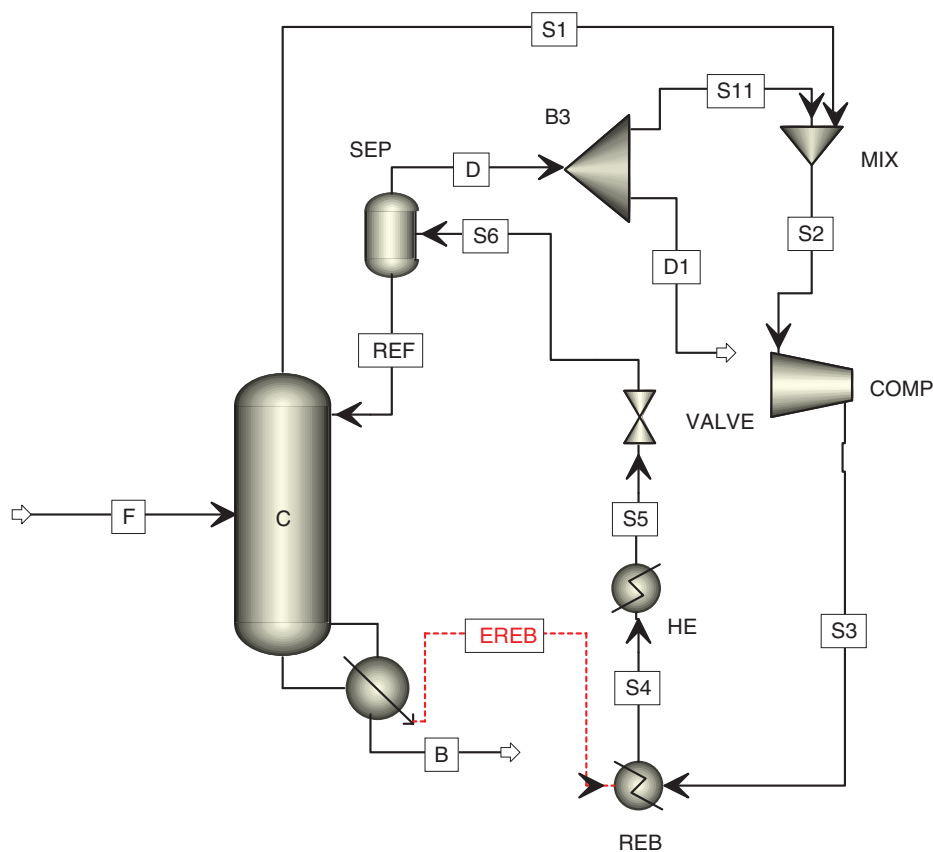 S1
S11
B3
SEP
MIX
D
S6
S2
D1
REF
COMP
VALVE
F
C
S5
HE
EREB
S3
S4
B
REB